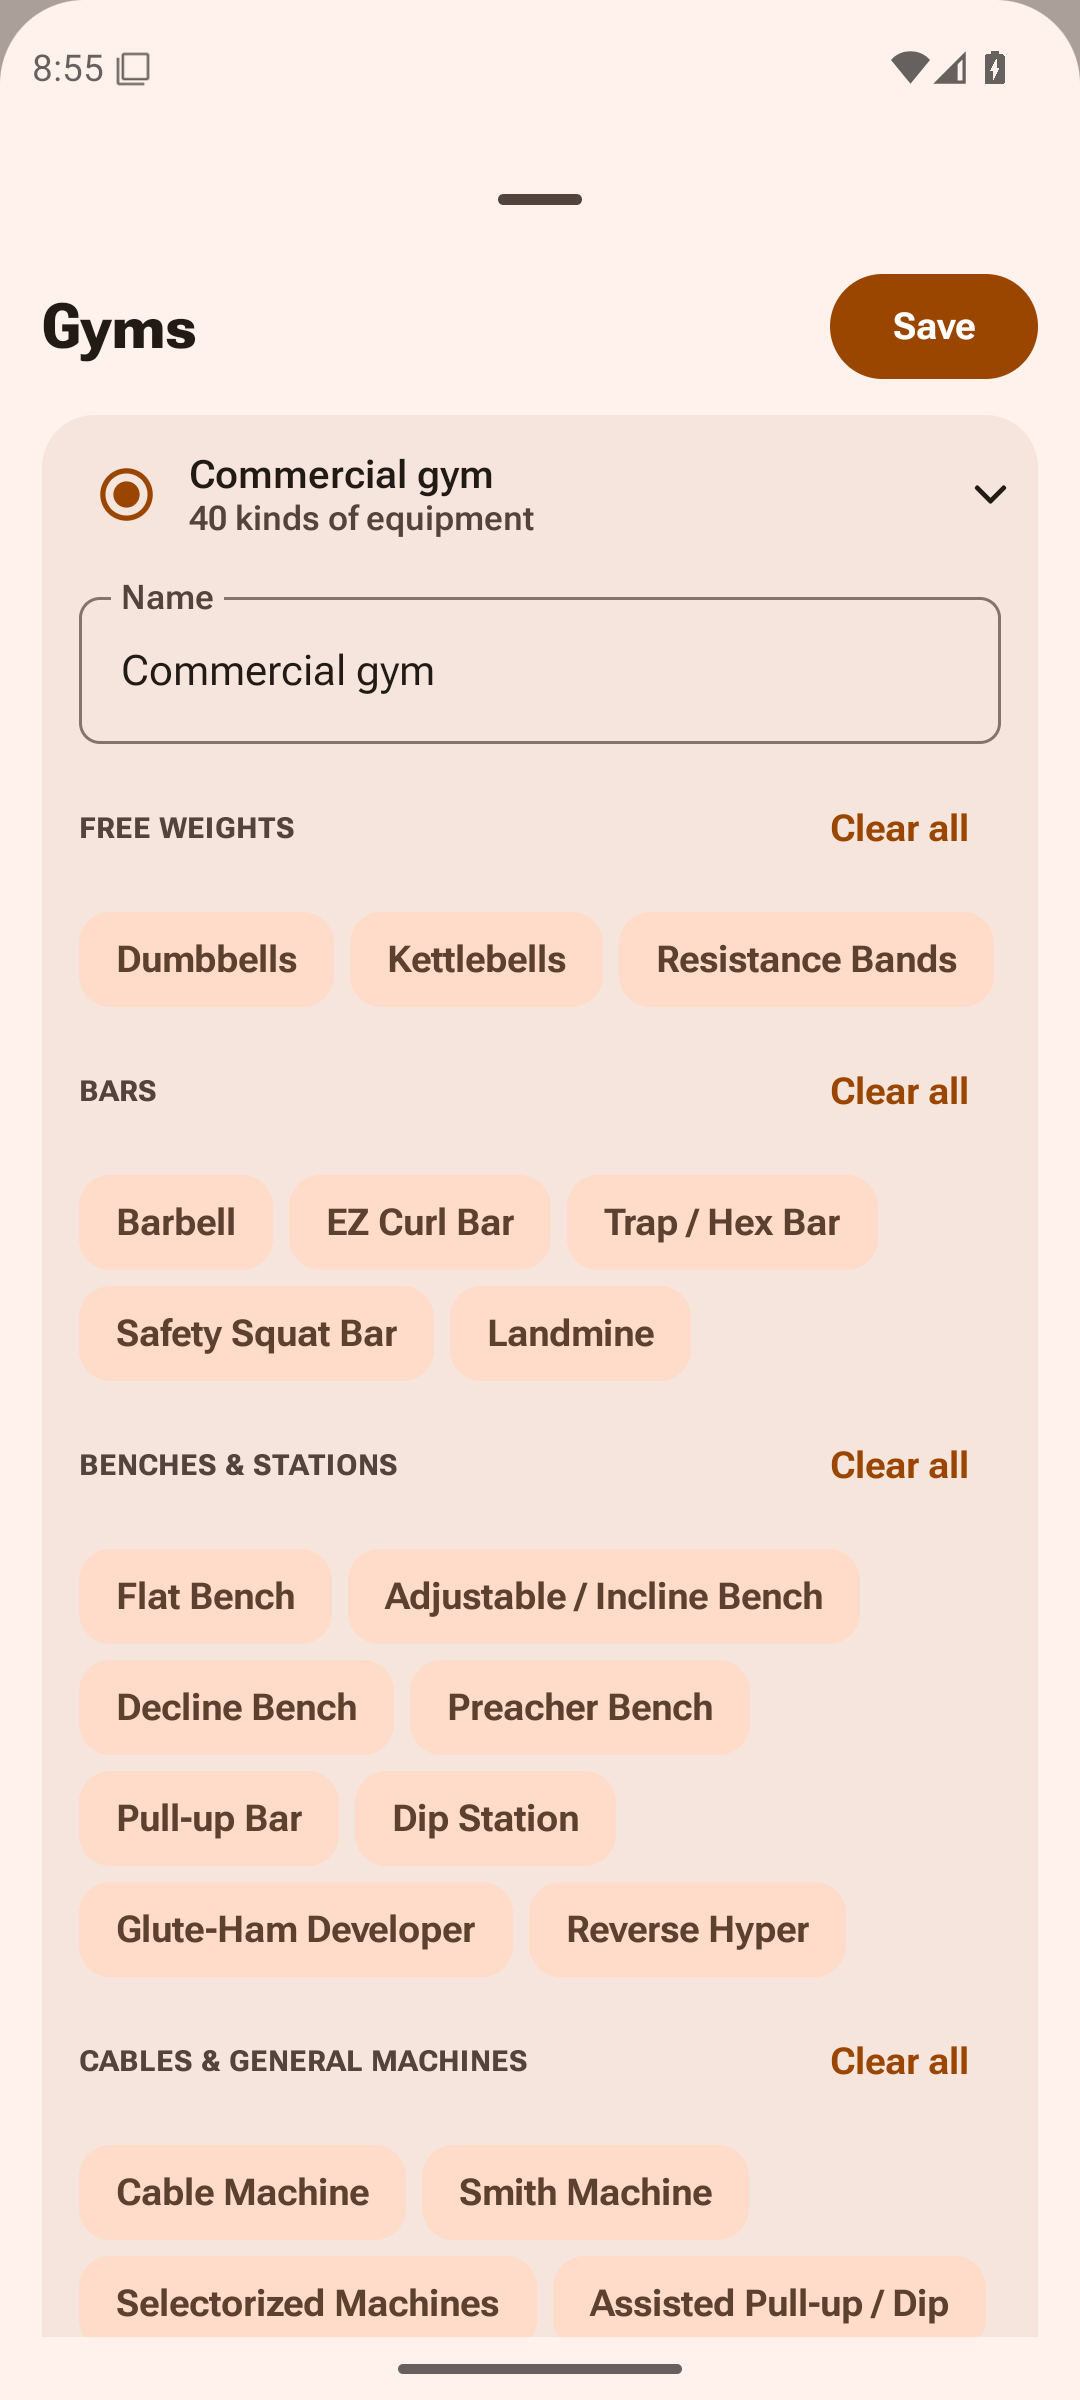 8:55
Gyms
Save
Commercial gym
40 kinds of equipment
Name
Commercial gym
FREE WEIGHTS Clear all
Dumbbells Kettlebells Resistance Bands
BARS Clear all
Barbell EZ Curl Bar Trap / Hex Bar
Safety Squat Bar Landmine
BENCHES & STATIONS Clear all
Flat Bench Adjustable / Incline Bench
Decline Bench Preacher Bench
Pull-up Bar Dip Station
Glute-Ham Developer Reverse Hyper
CABLES & GENERAL MACHINES Clear all
Cable Machine Smith Machine
Selectorized Machines Assisted Pull-up / Dip